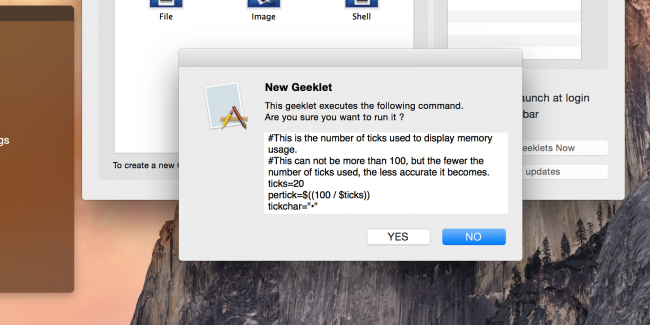 File
Image
Shell
New Geeklet
This geeklet executes the following command.
Are you sure you want to run it ?
#This is the number of ticks used to display memory
usage.
#This can not be more than 100, but the fewer the
number of ticks used, the less accurate it becomes.
ticks=20
pertick=$((100 / $ticks))
tickchar="•"
YES
NO
gs
aunch at login
bar
eeklets Now
updates
To create a new